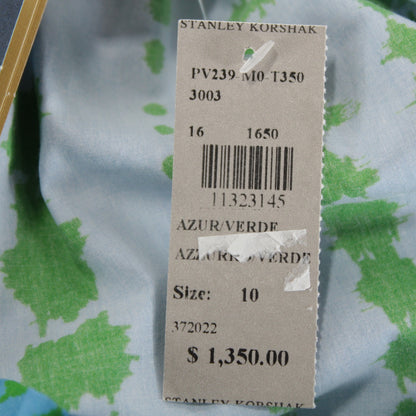 STANLEY KORSHAK
PV239-M0-T350
3003
16 1650
11323145
AZUR/VERDE
/VERDE
Size: 10
372022
$ 1,350.00
STANLEY KORSHAK